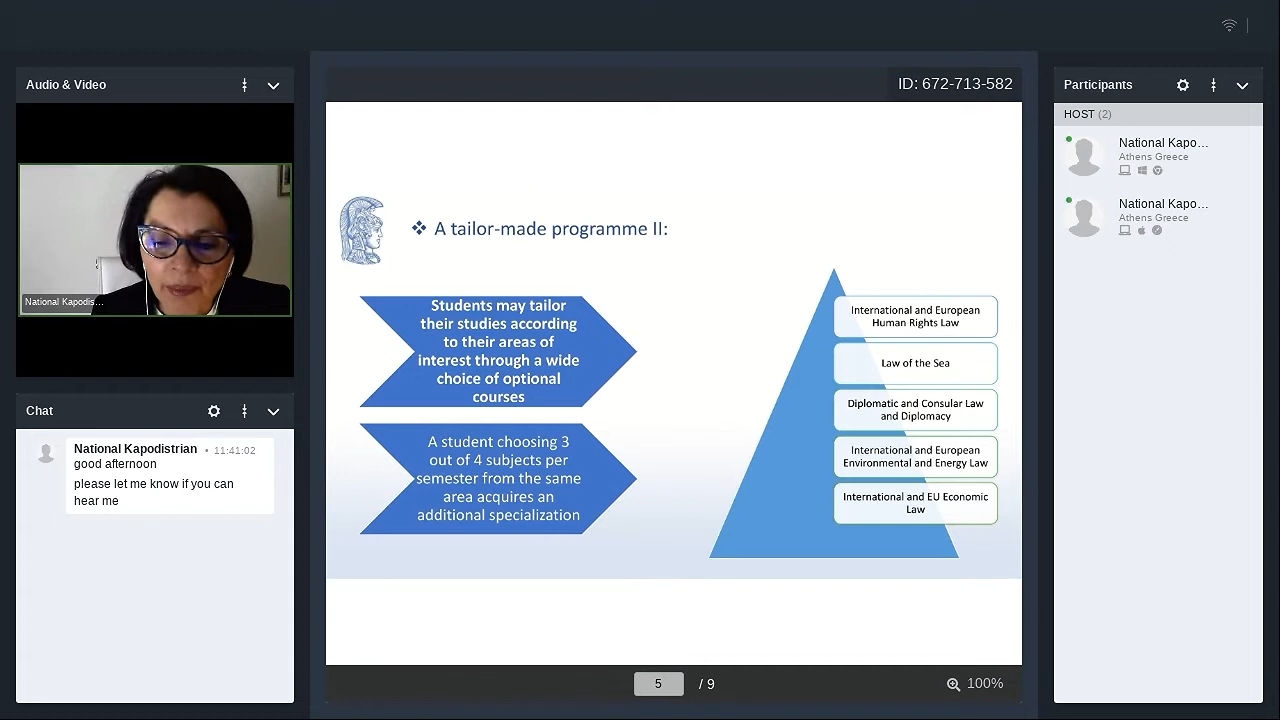 Audio & Video
National Kapodis...
Chat
National Kapodistrian • 11:41:02
good afternoon
please let me know if you can
hear me
ID: 672-713-582
❖ A tailor-made programme II:
Students may tailor
their studies according
to their areas of
interest through a wide
choice of optional
courses
A student choosing 3
out of 4 subjects per
semester from the same
area acquires an
additional specialization
International and European
Human Rights Law
Law of the Sea
Diplomatic and Consular Law
and Diplomacy
International and European
Environmental and Energy Law
International and EU Economic
Law
5 / 9
100%
Participants
HOST (2)
National Kapo...
Athens Greece
National Kapo...
Athens Greece